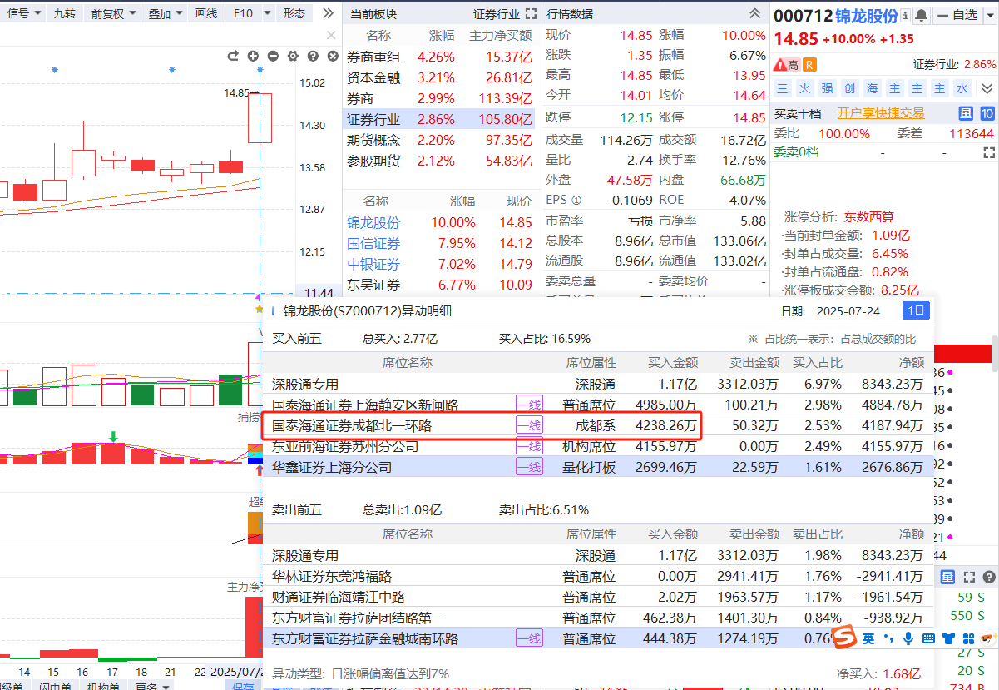 信号 九转 前复权 叠加 画线 F10 形态
14.85
15.02
14.30
13.58
12.87
12.15
11.44
当前板块 证券行业
名称 涨幅 主力净买额
券商重组 4.26% 15.37亿
资本金融 3.21% 26.81亿
券商 2.99% 113.39亿
证券行业 2.86% 105.80亿
期货概念 2.20% 97.35亿
参股期货 2.12% 54.83亿
名称 涨幅 现价
锦龙股份 10.00% 14.85
国信证券 7.95% 14.12
中银证券 7.02% 14.79
东吴证券 6.77% 10.09
行情数据
现价 14.85 涨幅 10.00%
涨跌 1.35 振幅 6.67%
最高 14.85 最低 13.95
今开 14.01 均价 14.64
跌停 12.15 涨停 14.85
成交量 114.26万 成交额 16.72亿
量比 2.74 换手率 12.76%
外盘 47.58万 内盘 66.68万
EPS ① -0.1069 ROE -4.07%
市盈率 亏损 市净率 5.88
总股本 8.96亿 总市值 133.06亿
流通股 8.96亿 流通值 133.02亿
委卖总量 - 委卖均价 -
000712 锦龙股份 自选
14.85 +10.00% +1.35
高 R 证券行业: 2.86%
三 火 强 创 海 主 主 主 水
买卖十档 开户享快捷交易 量 10
委比 100.00% 委差 113644
委卖0档 - -
涨停分析: 东数西算
·当前封单金额: 1.09亿
·封单占成交量: 6.45%
·封单占流通盘: 0.82%
·涨停板成交金额: 8.25亿
锦龙股份(SZ000712)异动明细 日期: 2025-07-24 1日
买入前五 总买入: 2.77亿 买入占比: 16.59% ※ 占比统一表示：占总成交额的比
席位名称 席位属性 买入金额 卖出金额 买入占比 净额
深股通专用 深股通 1.17亿 3312.03万 6.97% 8343.23万
国泰海通证券上海静安区新闸路 一线 普通席位 4985.00万 100.21万 2.98% 4884.78万
国泰海通证券成都北一环路 一线 成都系 4238.26万 50.32万 2.53% 4187.94万
东亚前海证券苏州分公司 一线 机构席位 4155.97万 0.00万 2.49% 4155.97万
华鑫证券上海分公司 一线 量化打板 2699.46万 22.59万 1.61% 2676.86万
卖出前五 总卖出:1.09亿 卖出占比:6.51%
席位名称 席位属性 买入金额 卖出金额 卖出占比 净额
深股通专用 深股通 1.17亿 3312.03万 1.98% 8343.23万
华林证券东莞鸿福路 普通席位 0.00万 2941.41万 1.76% -2941.41万
财通证券临海靖江中路 普通席位 2.02万 1963.57万 1.17% -1961.54万
东方财富证券拉萨团结路第一 普通席位 462.38万 1401.30万 0.84% -938.92万
东方财富证券拉萨金融城南环路 一线 普通席位 444.38万 1274.19万 0.76%
异动类型: 日涨幅偏离值达到7% 净买入: 1.68亿
捕捞
超级
主力净买
14 15 16 17 18 21 22 2025/07/2
闪电单 机构单 更多 保存
量
59 S
550 S
27 S
20 S
734 B
英